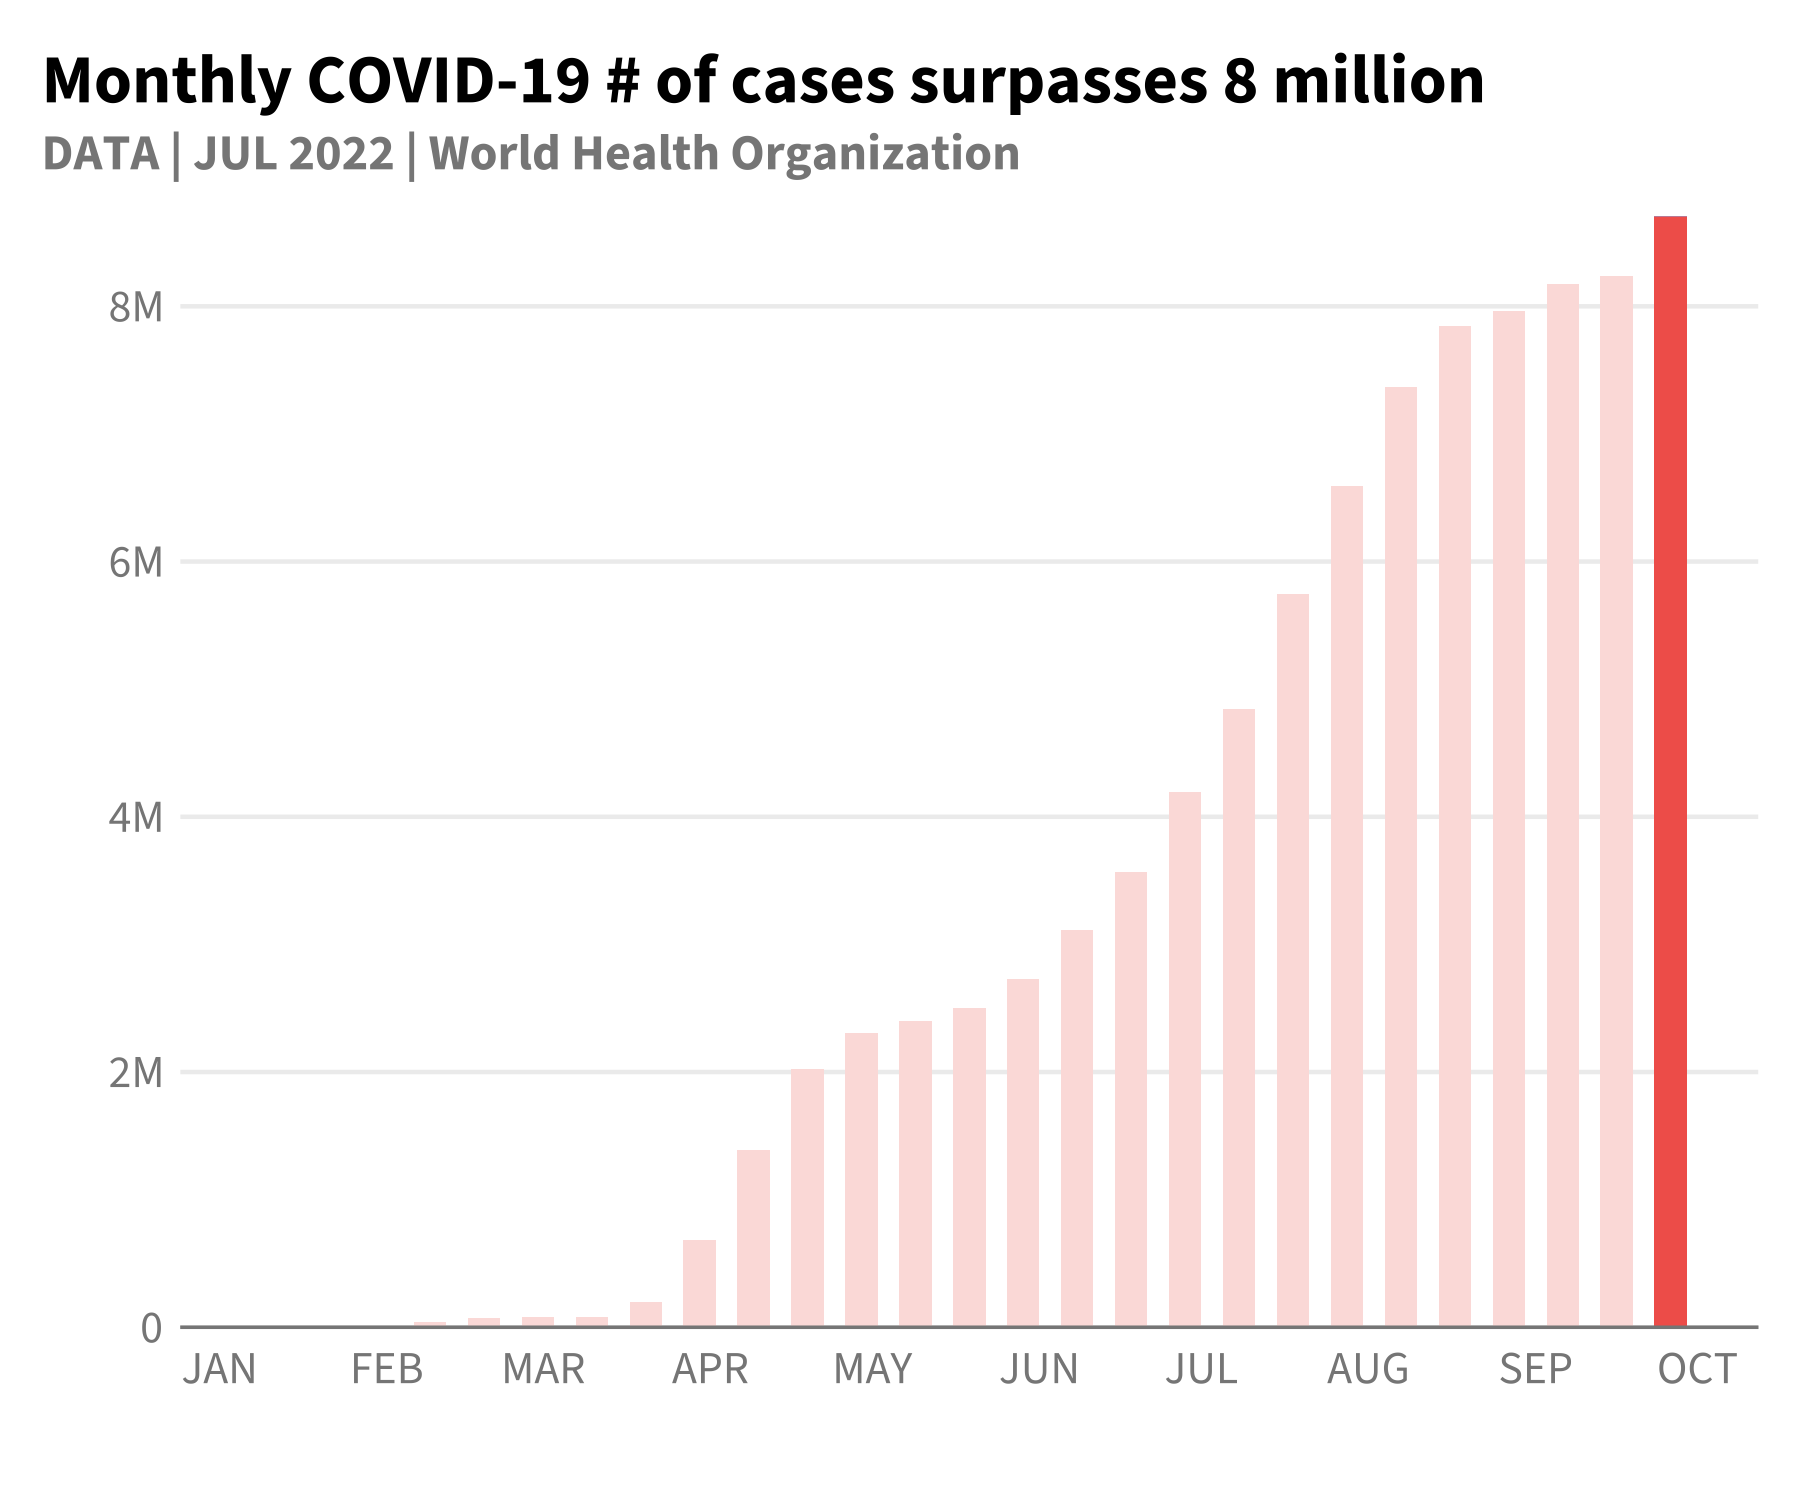 Monthly COVID-19 # of cases surpasses 8 million
DATA | JUL 2022 | World Health Organization
8M
6M
4M
2M
0
JAN FEB MAR APR MAY JUN JUL AUG SEP OCT